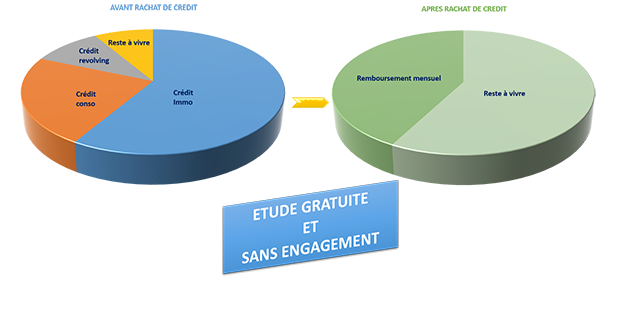 AVANT RACHAT DE CREDIT
APRES RACHAT DE CREDIT
Reste à vivre
Crédit
revolving
Crédit
conso
Crédit
Immo
Remboursement mensuel
Reste à vivre
ETUDE GRATUITE
ET
SANS ENGAGEMENT